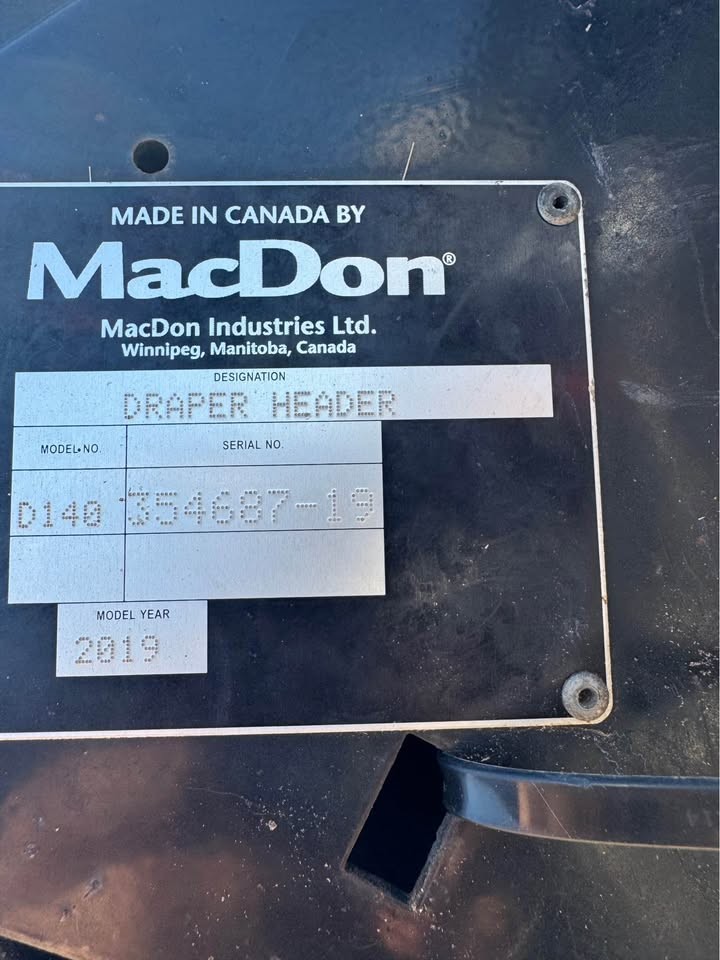 MADE IN CANADA BY
MacDon®
MacDon Industries Ltd.
Winnipeg, Manitoba, Canada
DESIGNATION
DRAPER HEADER
MODEL NO. SERIAL NO.
D140 354687-19
MODEL YEAR
2019